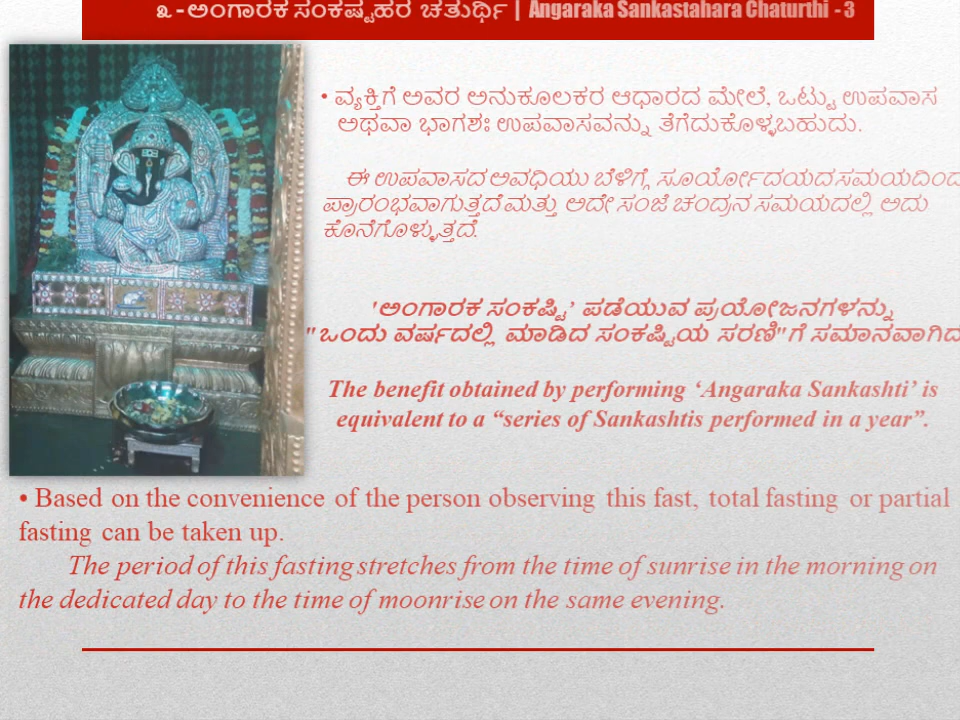 ೩ - ಅಂಗಾರಕ ಸಂಕಷ್ಟಹರ ಚತುರ್ಥಿ | Angaraka Sankastahara Chaturthi - 3
• ವ್ಯಕ್ತಿಗೆ ಅವರ ಅನುಕೂಲಕರ ಆಧಾರದ ಮೇಲೆ, ಒಟ್ಟು ಉಪವಾಸ
ಅಥವಾ ಭಾಗಶಃ ಉಪವಾಸವನ್ನು ತೆಗೆದುಕೊಳ್ಳಬಹುದು.
ಈ ಉಪವಾಸದ ಅವಧಿಯು ಬೆಳಿಗ್ಗೆ ಸೂರ್ಯೋದಯದ ಸಮಯದಿಂದ
ಪ್ರಾರಂಭವಾಗುತ್ತದೆ ಮತ್ತು ಅದೇ ಸಂಜೆ ಚಂದ್ರನ ಸಮಯದಲ್ಲಿ ಅದು
ಕೊನೆಗೊಳ್ಳುತ್ತದೆ.
'ಅಂಗಾರಕ ಸಂಕಷ್ಟಿ’ ಪಡೆಯುವ ಪ್ರಯೋಜನಗಳನ್ನು
"ಒಂದು ವರ್ಷದಲ್ಲಿ ಮಾಡಿದ ಸಂಕಷ್ಟಿಯ ಸರಣಿ"ಗೆ ಸಮಾನವಾಗಿದ
The benefit obtained by performing ‘Angaraka Sankashti’ is
equivalent to a “series of Sankashtis performed in a year”.
• Based on the convenience of the person observing this fast, total fasting or partial
fasting can be taken up.
The period of this fasting stretches from the time of sunrise in the morning on
the dedicated day to the time of moonrise on the same evening.